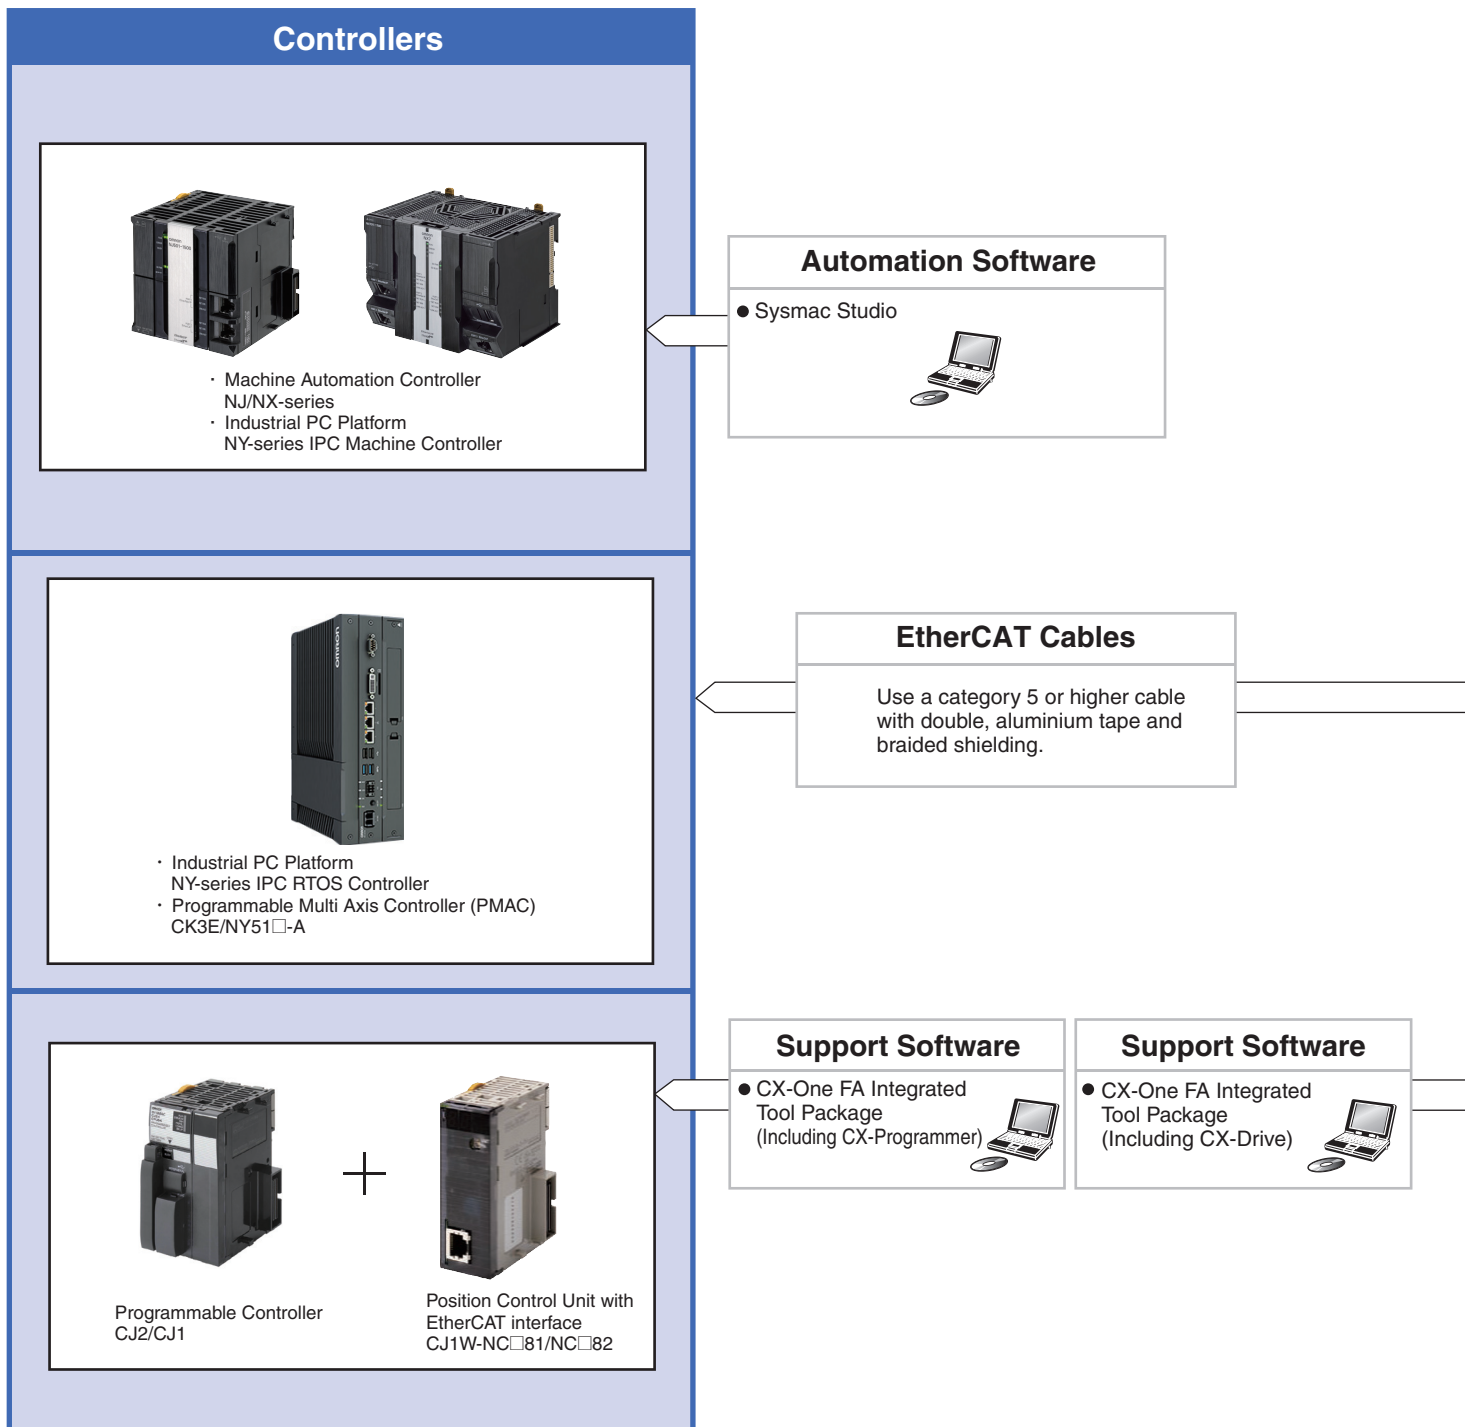 Controllers
· Machine Automation Controller
NJ/NX-series
· Industrial PC Platform
NY-series IPC Machine Controller
Automation Software
● Sysmac Studio
OMRON
· Industrial PC Platform
NY-series IPC RTOS Controller
· Programmable Multi Axis Controller (PMAC)
CK3E/NY51□-A
EtherCAT Cables
Use a category 5 or higher cable
with double, aluminium tape and
braided shielding.
Programmable Controller
CJ2/CJ1
Position Control Unit with
EtherCAT interface
CJ1W-NC□81/NC□82
Support Software
● CX-One FA Integrated
Tool Package
(Including CX-Programmer)
Support Software
● CX-One FA Integrated
Tool Package
(Including CX-Drive)